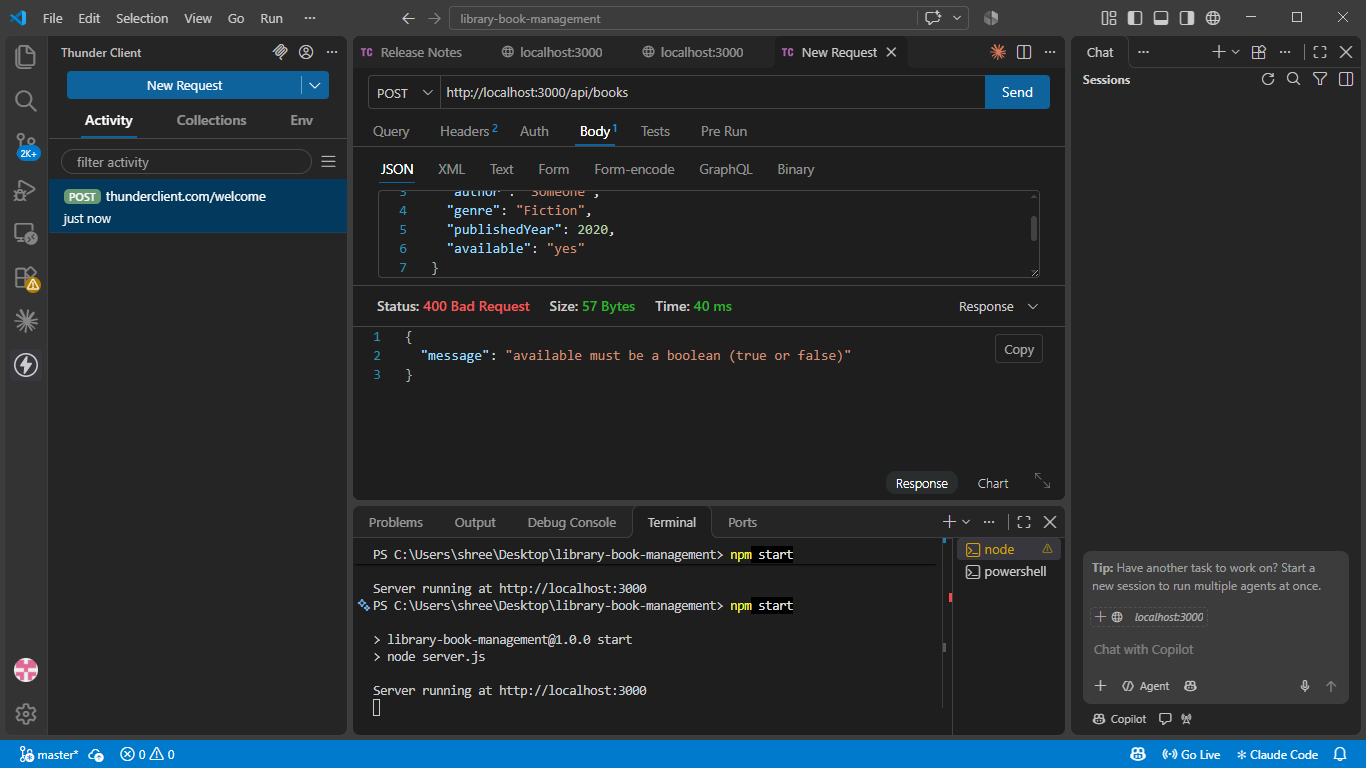 File Edit Selection View Go Run ···
library-book-management
Thunder Client
New Request
Activity Collections Env
filter activity
POST thunderclient.com/welcome
just now
2K+
TC Release Notes localhost:3000 localhost:3000 TC New Request
POST http://localhost:3000/api/books Send
Query Headers 2 Auth Body 1 Tests Pre Run
JSON XML Text Form Form-encode GraphQL Binary
3 "author": "Someone",
4 "genre": "Fiction",
5 "publishedYear": 2020,
6 "available": "yes"
7 }
Status: 400 Bad Request Size: 57 Bytes Time: 40 ms Response
1 {
2 "message": "available must be a boolean (true or false)"
3 }
Copy
Response Chart
Problems Output Debug Console Terminal Ports
PS C:\Users\shree\Desktop\library-book-management> npm start
Server running at http://localhost:3000
PS C:\Users\shree\Desktop\library-book-management> npm start
> library-book-management@1.0.0 start
> node server.js
Server running at http://localhost:3000
node
powershell
Chat
Sessions
Tip: Have another task to work on? Start a
new session to run multiple agents at once.
localhost:3000
Chat with Copilot
Agent
Copilot
master* 0 0 Go Live Claude Code